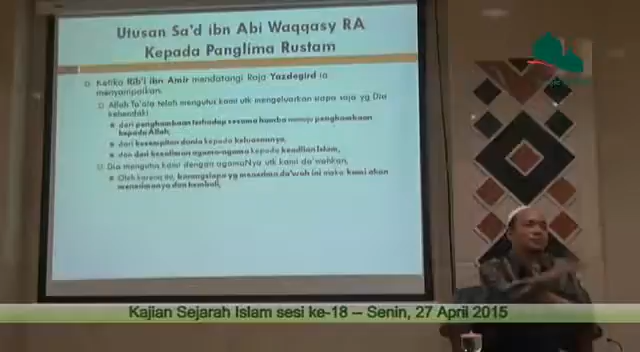 Utusan Sa'd ibn Abi Waqqasy RA
Kepada Panglima Rustam
Ketika Rib'i ibn Amir mendatangi Raja Yazdegird ia
menyampaikan:
Allah Ta'ala telah mengutus kami utk mengeluarkan siapa saja yg Dia
kehendaki
dari penghambaan terhadap sesama hamba menuju penghambaan
kepada Allah,
dari kesempitan dunia kepada keluasannya,
dan dari kezaliman agama-agama kepada keadilan Islam,
Dia mengutus kami dengan agamaNya utk kami da'wahkan,
Oleh karena itu, barangsiapa yg menerima da'wah ini maka kami akan
menerimanya dan kembali,
Kajian Sejarah Islam sesi ke-18 – Senin, 27 April 2015